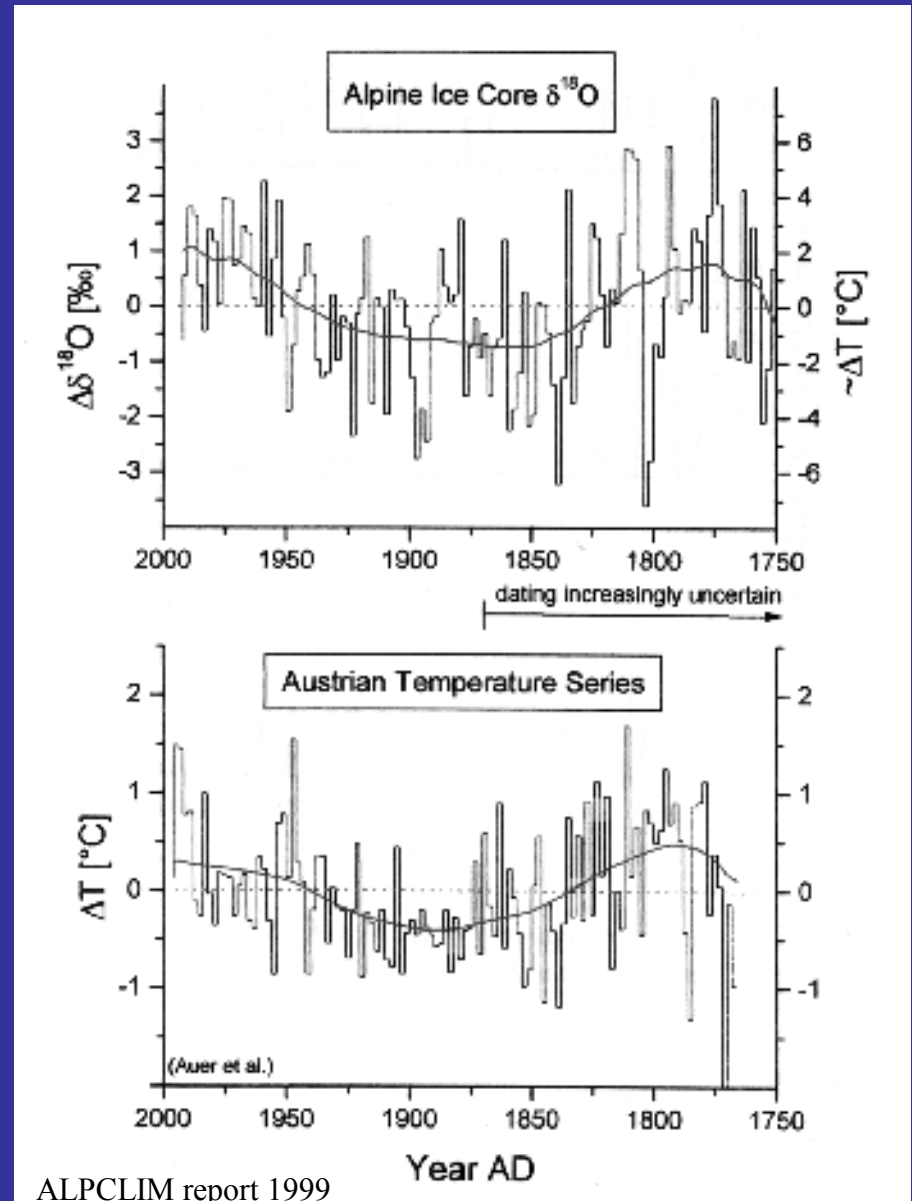 Alpine Ice Core δ¹⁸O
Δδ¹⁸O [‰]
3
2
1
0
-1
-2
-3
~ΔT [°C]
6
4
2
0
-2
-4
-6
2000 1950 1900 1850 1800 1750
dating increasingly uncertain
Austrian Temperature Series
ΔT [°C]
2
1
0
-1
2
1
0
-1
(Auer et al.)
2000 1950 1900 1850 1800 1750
Year AD
ALPCLIM report 1999